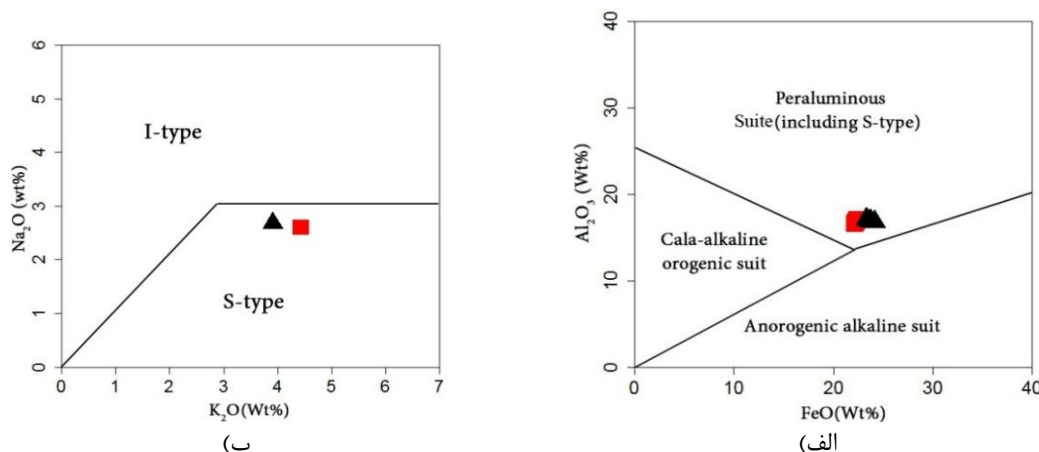 6
5
4
3
2
1
0
Na₂O (wt%)
I-type
S-type
0 1 2 3 4 5 6 7
K₂O(Wt%)
ب)
40
30
20
10
0
Al₂O₃ (Wt%)
Peraluminous
Suite(including S-type)
Cala-alkaline
orogenic suit
Anorogenic alkaline suit
0 10 20 30 40
FeO(Wt%)
الف)